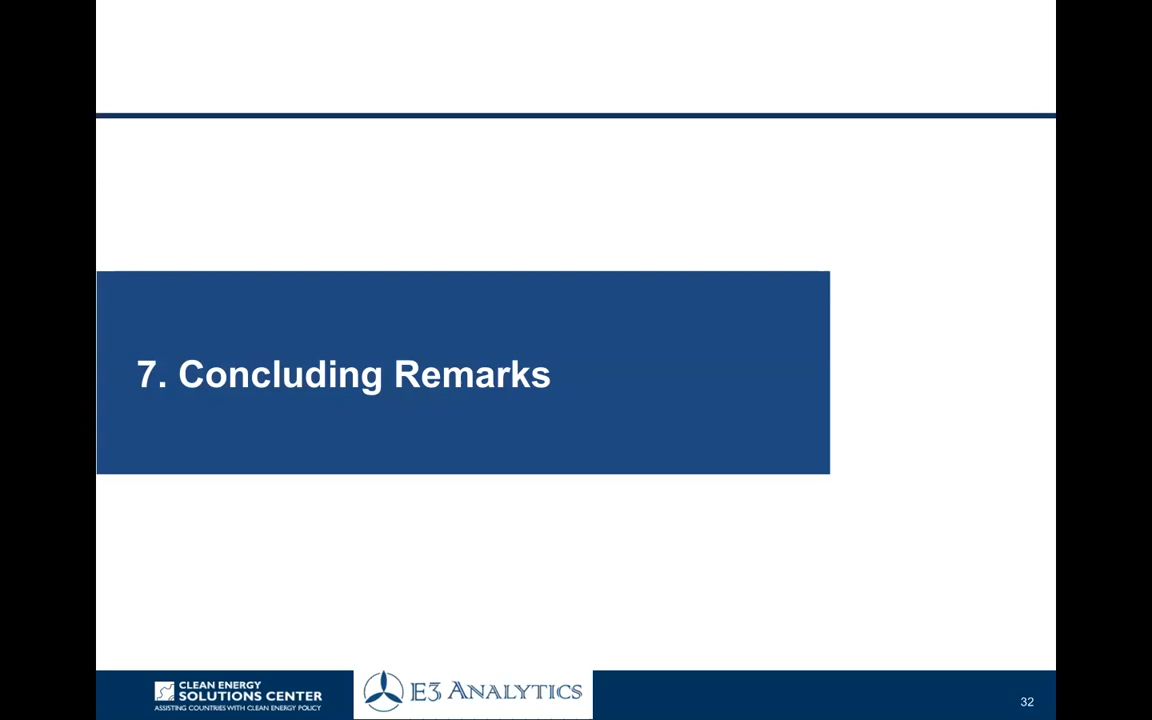 7. Concluding Remarks
CLEAN ENERGY
SOLUTIONS CENTER
ASSISTING COUNTRIES WITH CLEAN ENERGY POLICY
E3 ANALYTICS
32